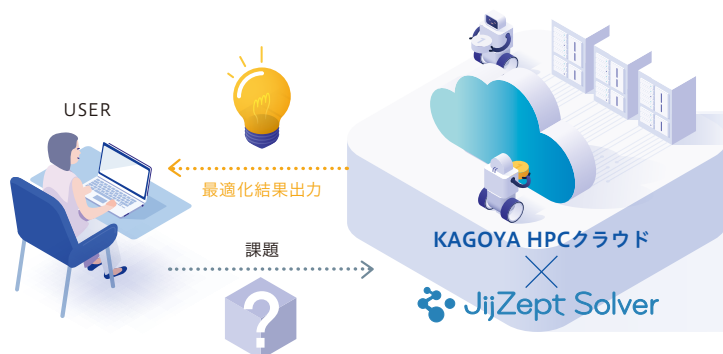 USER
最適化結果出力
課題
?
KAGOYA HPCクラウド
×
JijZept Solver